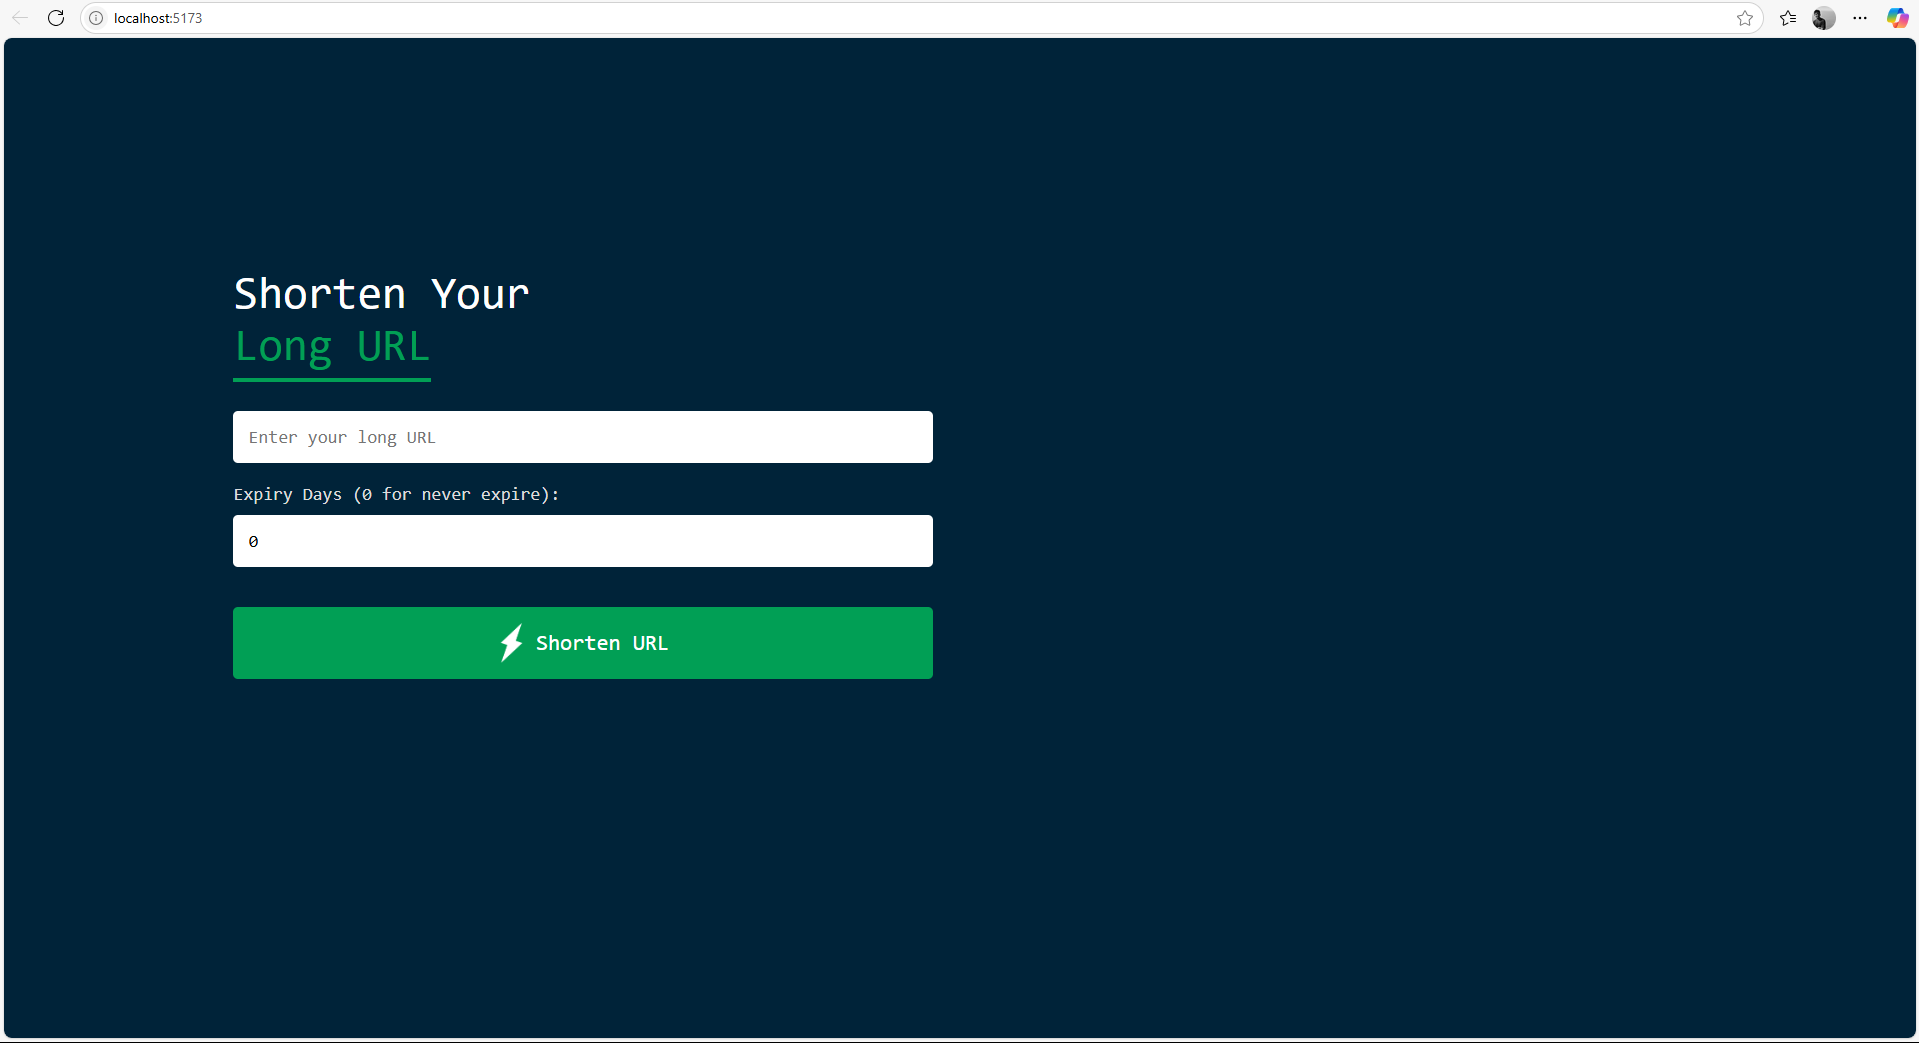 localhost:5173
Shorten Your
Long URL
Enter your long URL
Expiry Days (0 for never expire):
0
Shorten URL